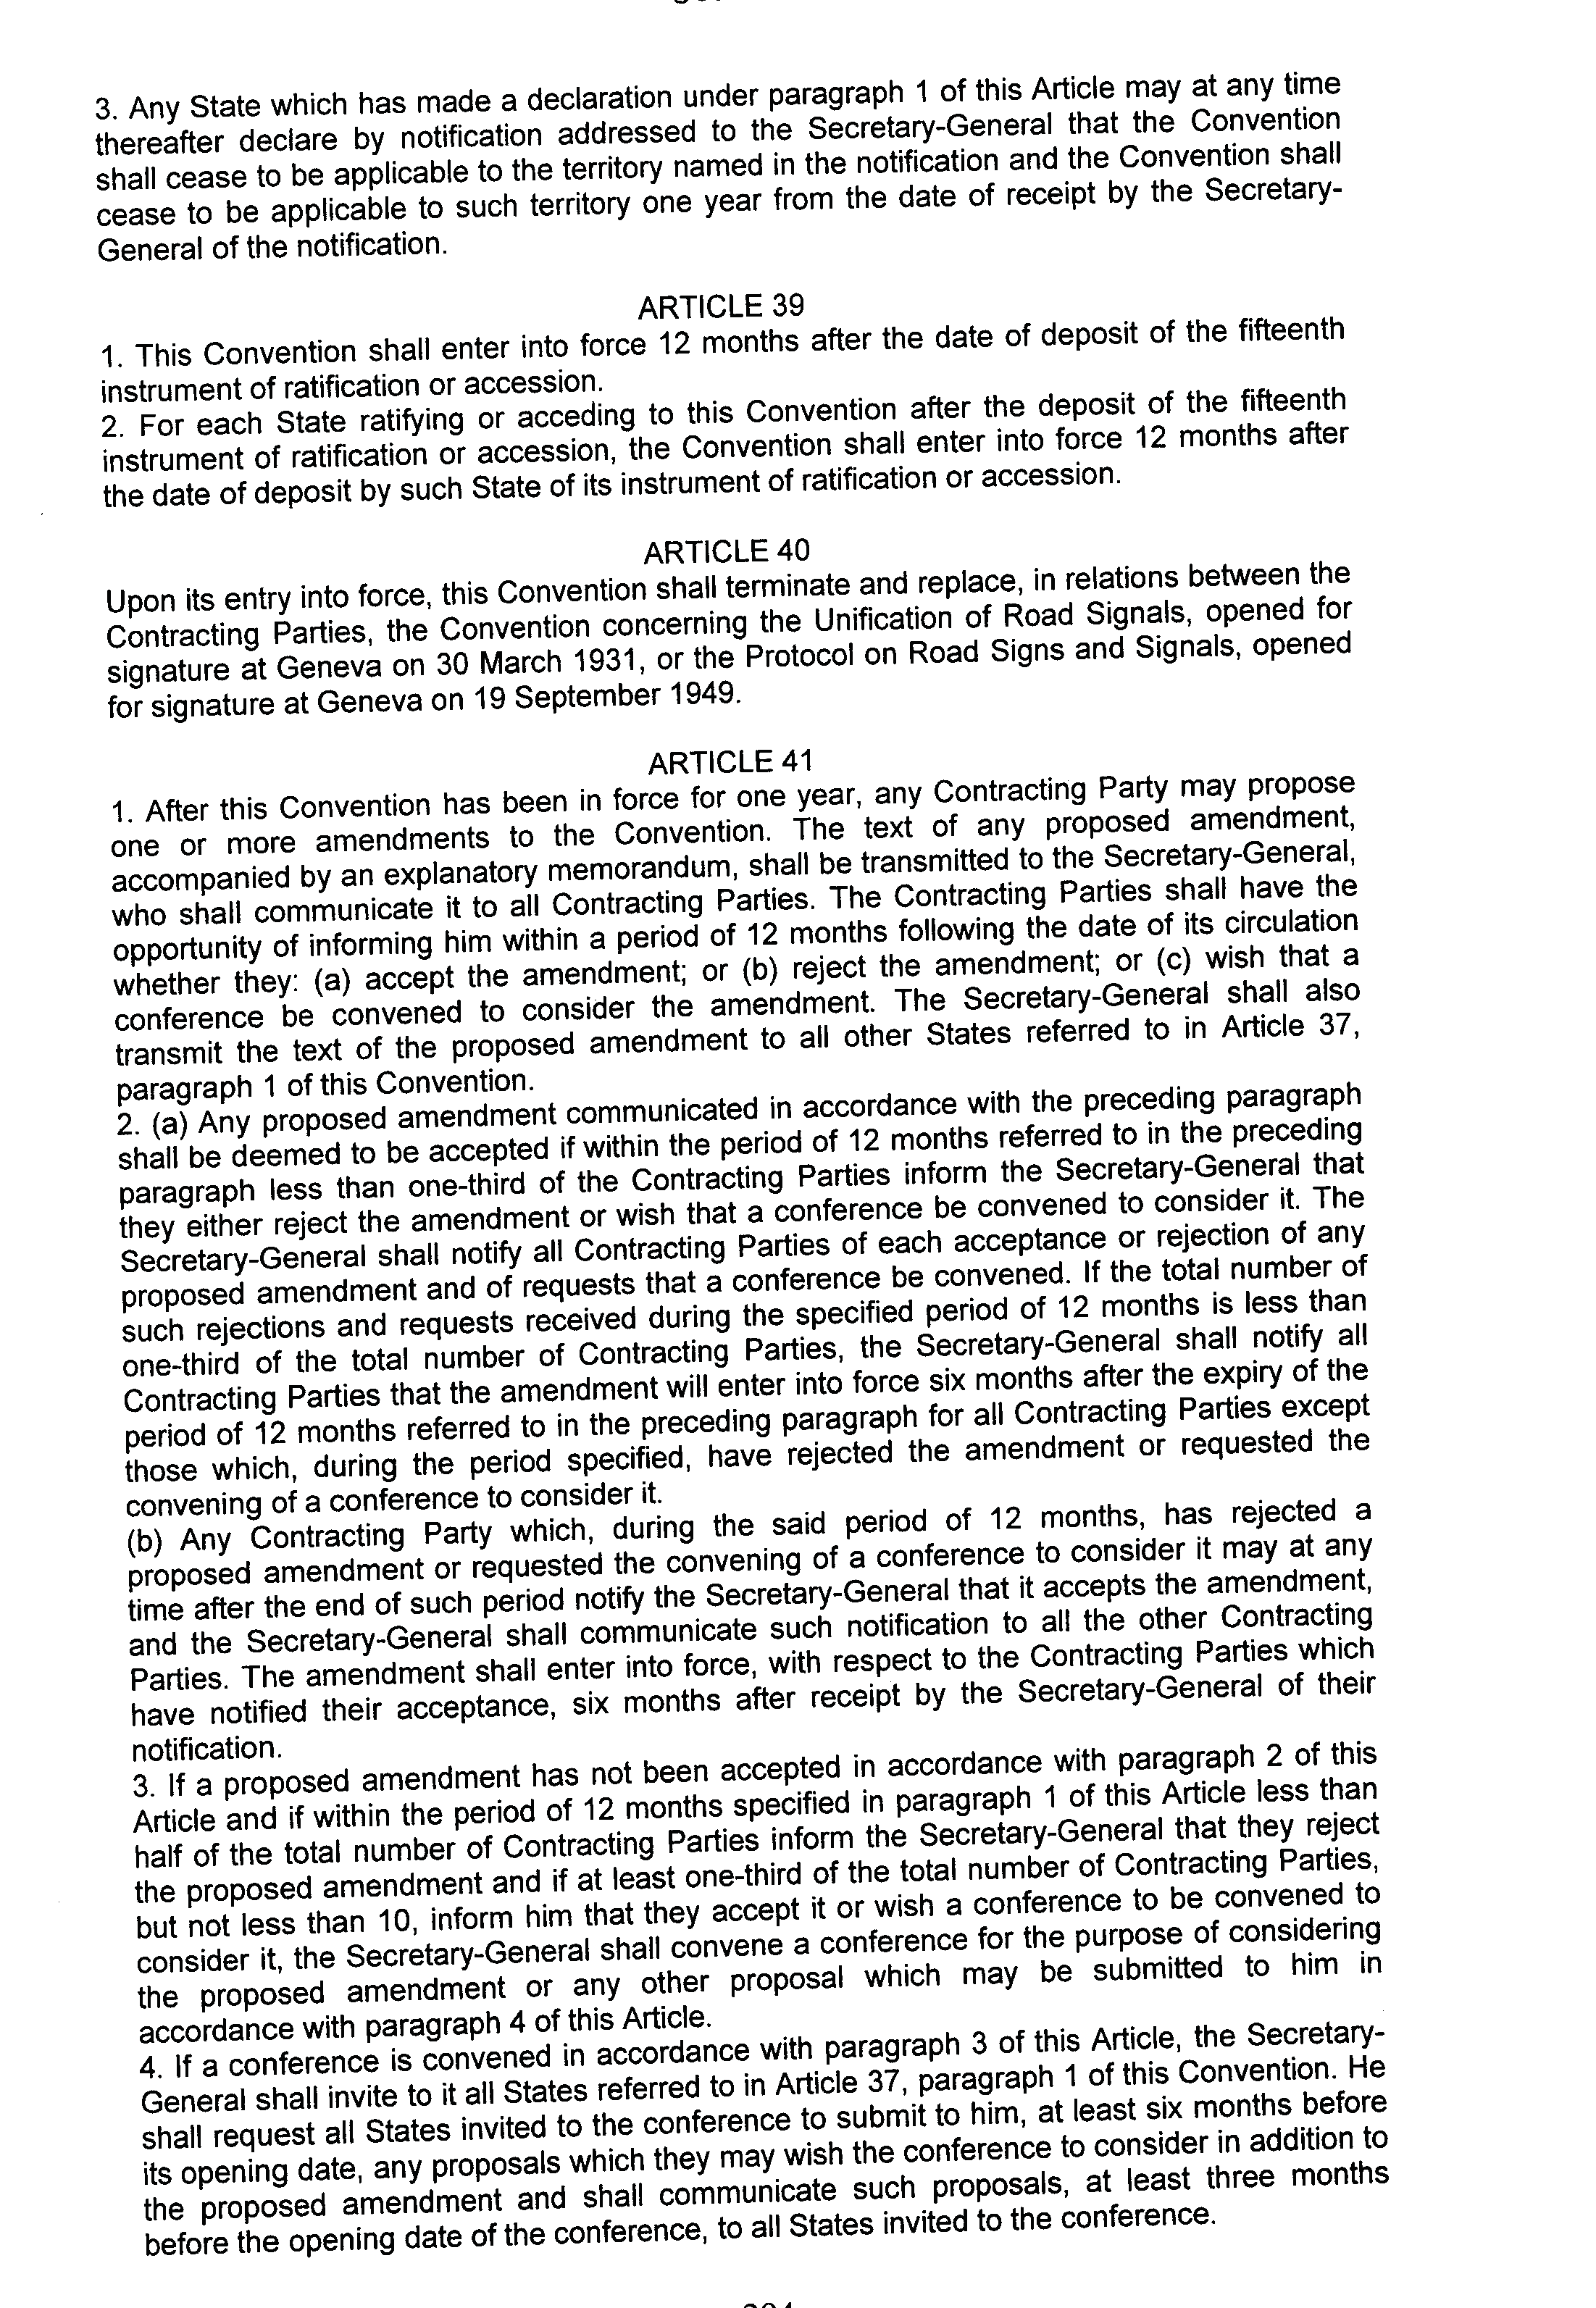 3. Any State which has made a declaration under paragraph 1 of this Article may at any time
thereafter declare by notification addressed to the Secretary-General that the Convention
shall cease to be applicable to the territory named in the notification and the Convention shall
cease to be applicable to such territory one year from the date of receipt by the Secretary-
General of the notification.
ARTICLE 39
1. This Convention shall enter into force 12 months after the date of deposit of the fifteenth
instrument of ratification or accession.
2. For each State ratifying or acceding to this Convention after the deposit of the fifteenth
instrument of ratification or accession, the Convention shall enter into force 12 months after
the date of deposit by such State of its instrument of ratification or accession.
ARTICLE 40
Upon its entry into force, this Convention shall terminate and replace, in relations between the
Contracting Parties, the Convention concerning the Unification of Road Signals, opened for
signature at Geneva on 30 March 1931, or the Protocol on Road Signs and Signals, opened
for signature at Geneva on 19 September 1949.
ARTICLE 41
1. After this Convention has been in force for one year, any Contracting Party may propose
one or more amendments to the Convention. The text of any proposed amendment,
accompanied by an explanatory memorandum, shall be transmitted to the Secretary-General,
who shall communicate it to all Contracting Parties. The Contracting Parties shall have the
opportunity of informing him within a period of 12 months following the date of its circulation
whether they: (a) accept the amendment; or (b) reject the amendment; or (c) wish that a
conference be convened to consider the amendment. The Secretary-General shall also
transmit the text of the proposed amendment to all other States referred to in Article 37,
paragraph 1 of this Convention.
2. (a) Any proposed amendment communicated in accordance with the preceding paragraph
shall be deemed to be accepted if within the period of 12 months referred to in the preceding
paragraph less than one-third of the Contracting Parties inform the Secretary-General that
they either reject the amendment or wish that a conference be convened to consider it. The
Secretary-General shall notify all Contracting Parties of each acceptance or rejection of any
proposed amendment and of requests that a conference be convened. If the total number of
such rejections and requests received during the specified period of 12 months is less than
one-third of the total number of Contracting Parties, the Secretary-General shall notify all
Contracting Parties that the amendment will enter into force six months after the expiry of the
period of 12 months referred to in the preceding paragraph for all Contracting Parties except
those which, during the period specified, have rejected the amendment or requested the
convening of a conference to consider it.
(b) Any Contracting Party which, during the said period of 12 months, has rejected a
proposed amendment or requested the convening of a conference to consider it may at any
time after the end of such period notify the Secretary-General that it accepts the amendment,
and the Secretary-General shall communicate such notification to all the other Contracting
Parties. The amendment shall enter into force, with respect to the Contracting Parties which
have notified their acceptance, six months after receipt by the Secretary-General of their
notification.
3. If a proposed amendment has not been accepted in accordance with paragraph 2 of this
Article and if within the period of 12 months specified in paragraph 1 of this Article less than
half of the total number of Contracting Parties inform the Secretary-General that they reject
the proposed amendment and if at least one-third of the total number of Contracting Parties,
but not less than 10, inform him that they accept it or wish a conference to be convened to
consider it, the Secretary-General shall convene a conference for the purpose of considering
the proposed amendment or any other proposal which may be submitted to him in
accordance with paragraph 4 of this Article.
4. If a conference is convened in accordance with paragraph 3 of this Article, the Secretary-
General shall invite to it all States referred to in Article 37, paragraph 1 of this Convention. He
shall request all States invited to the conference to submit to him, at least six months before
its opening date, any proposals which they may wish the conference to consider in addition to
the proposed amendment and shall communicate such proposals, at least three months
before the opening date of the conference, to all States invited to the conference.